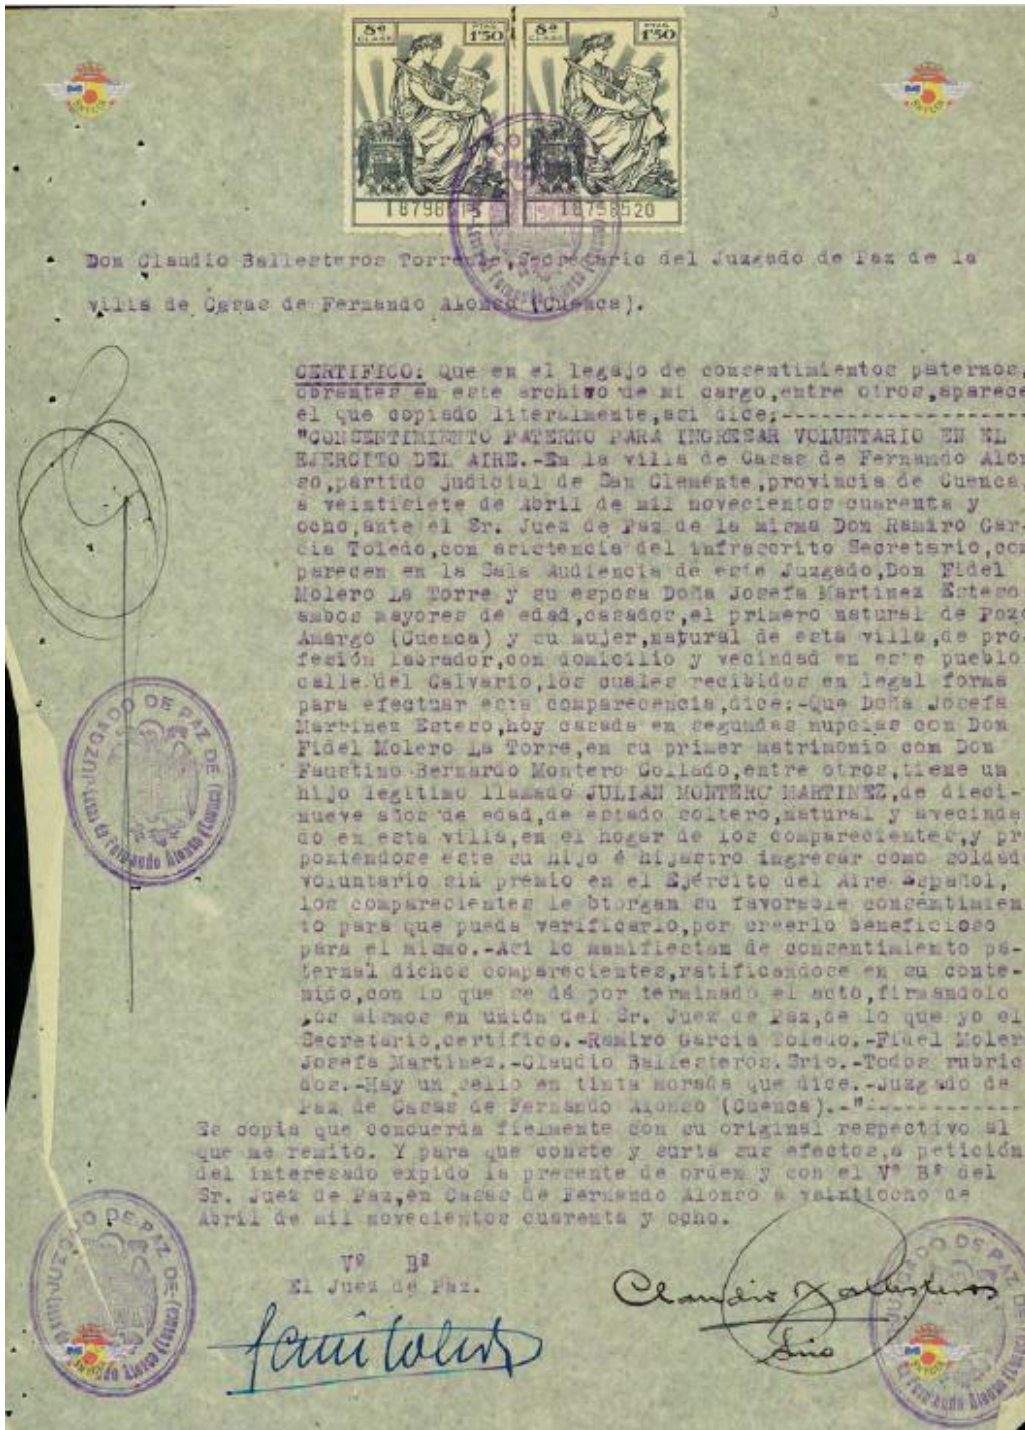 8ª CLASE PTAS. 1'50 8ª CLASE PTAS. 1'50
18798520
Don Claudio Ballesteros Torrente, Secretario del Juzgado de Paz de la
villa de Casas de Fernando Alonso (Cuenca).
CERTIFICO: Que en el legajo de consentimientos paternos,
obrantes en este archivo de mi cargo, entre otros, aparece
el que copiado literalmente, asi dice;--------------------
"CONSENTIMIENTO PATERNO PARA INGRESAR VOLUNTARIO EN EL
EJERCITO DEL AIRE.-En la villa de Casas de Fernando Alon
so, partido judicial de San Clemente, provincia de Cuenca,
a veintisiete de Abril de mil novecientos cuarenta y
ocho, ante el Sr. Juez de Paz de la misma Don Ramiro Gar-
cia Toledo, con asistencia del infrascrito Secretario, com
parecen en la Sala Audiencia de este Juzgado, Don Fidel
Molero La Torre y su esposa Doña Josefa Martinez Esteso
ambos mayores de edad, casados, el primero natural de Pozo
Amargo (Cuenca) y su mujer, natural de esta villa, de pro-
fesión labrador, con domicilio y vecindad en este pueblo
calle del Calvario, los cuales recibidos en legal forma
para efectuar esta comparecencia, dice:-Que Doña Josefa
Martinez Esteso, hoy casada en segundas nupcias con Don
Fidel Molero La Torre, en su primer matrimonio con Don
Faustino Bernardo Montero Collado, entre otros, tiene un
hijo legitimo llamado JULIAN MONTERO MARTINEZ, de dieci-
nueve años de edad, de estado soltero, natural y avecinda
do en esta villa, en el hogar de los comparecientes, y pr
poniendose este su hijo é hijastro ingresar como soldad
voluntario sin premio en el Ejército del Aire Español,
los comparecientes le otorgan su favorable consentimien
to para que pueda verificarlo, por creerlo beneficioso
para el mismo.-Asi lo manifiestan de consentimiento pa-
ternal dichos comparecientes, ratificandose en su conte-
nido, con lo que se dá por terminado el acto, firmandolo
los mismos en unión del Sr. Juez de Paz, de lo que yo el
Secretario, certifico.-Ramiro Garcia Toledo.-Fidel Moler
Josefa Martinez.-Claudio Ballesteros. Srio.-Todos rubric
dos.-Hay un sello en tinta morada que dice.-Juzgado de
Paz de Casas de Fernando Alonso (Cuenca).-"-------------
Es copia que concuerda fielmente con su original respectivo al
que me remito. Y para que conste y surta sus efectos, a petición
del interesado expido la presente de orden y con el Vº Bº del
Sr. Juez de Paz, en Casas de Fernando Alonso a veintiocho de
Abril de mil novecientos cuarenta y ocho.
Vº Bº
El Juez de Paz.
Claudio Ballesteros
Srio
JUZGADO DE PAZ DE
Casas de Fernando Alonso (Cuenca)